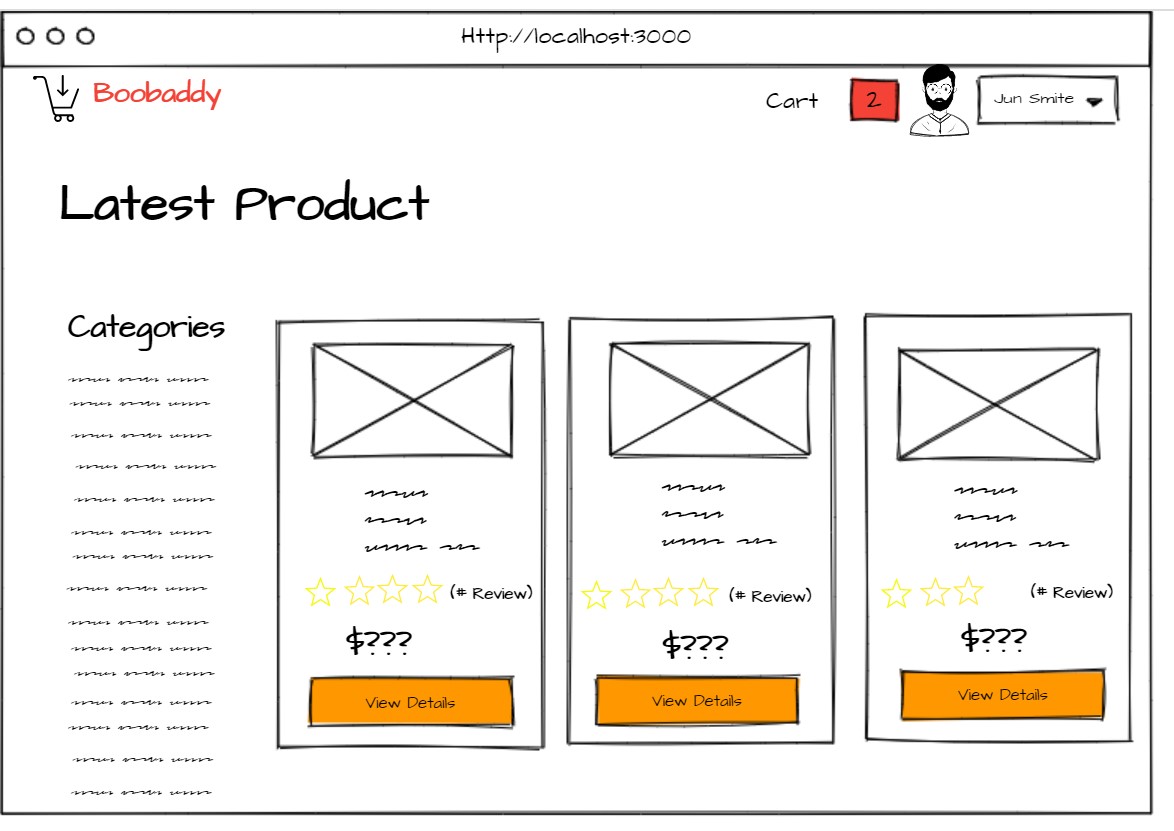 Http://localhost:3000
Boobaddy
Cart 2 Jun Smite
Latest Product
Categories
(# Review) (# Review) (# Review)
$??? $??? $???
View Details View Details View Details